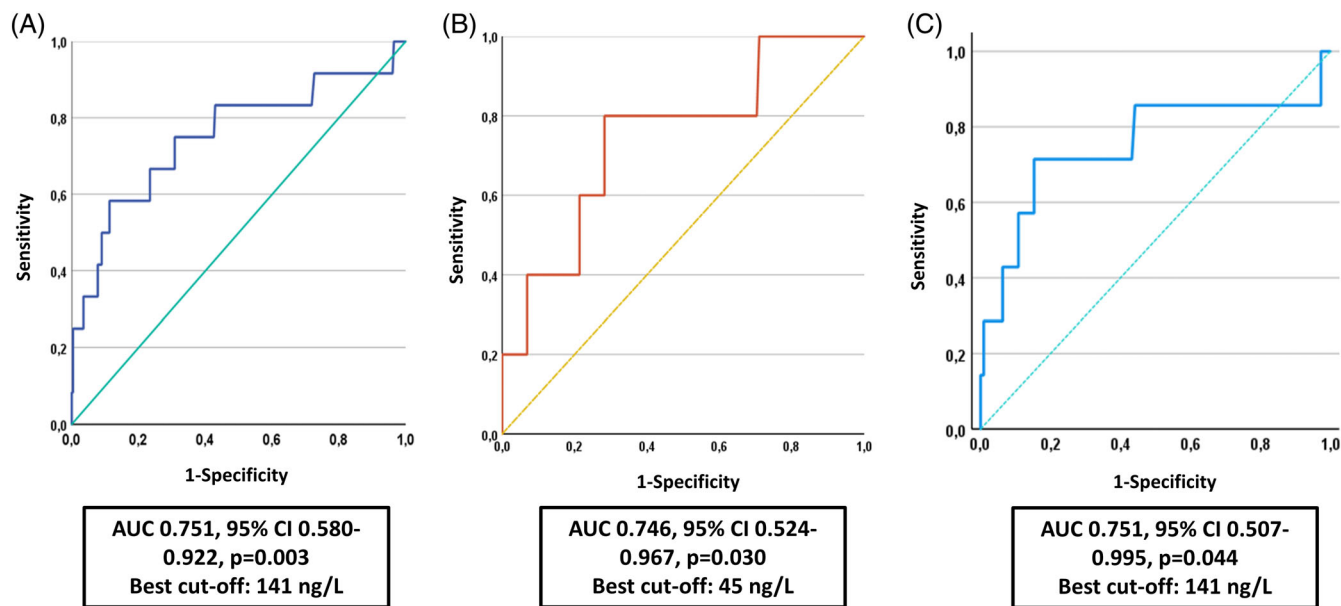 (A)
1,0
0,8
0,6
0,4
0,2
0,0
Sensitivity
0,0 0,2 0,4 0,6 0,8 1,0
1-Specificity
AUC 0.751, 95% CI 0.580-
0.922, p=0.003
Best cut-off: 141 ng/L
(B)
1,0
0,8
0,6
0,4
0,2
0,0
Sensitivity
0,0 0,2 0,4 0,6 0,8 1,0
1-Specificity
AUC 0.746, 95% CI 0.524-
0.967, p=0.030
Best cut-off: 45 ng/L
(C)
1,0
0,8
0,6
0,4
0,2
0,0
Sensitivity
0,0 0,2 0,4 0,6 0,8 1,0
1-Specificity
AUC 0.751, 95% CI 0.507-
0.995, p=0.044
Best cut-off: 141 ng/L